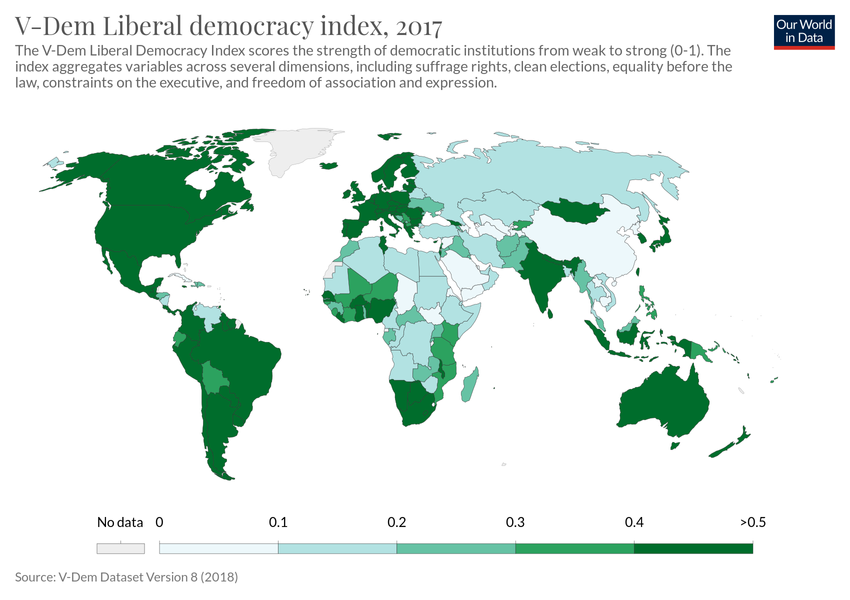 V-Dem Liberal democracy index, 2017
Our World
in Data
The V-Dem Liberal Democracy Index scores the strength of democratic institutions from weak to strong (0-1). The
index aggregates variables across several dimensions, including suffrage rights, clean elections, equality before the
law, constraints on the executive, and freedom of association and expression.
No data 0 0.1 0.2 0.3 0.4 >0.5
Source: V-Dem Dataset Version 8 (2018)